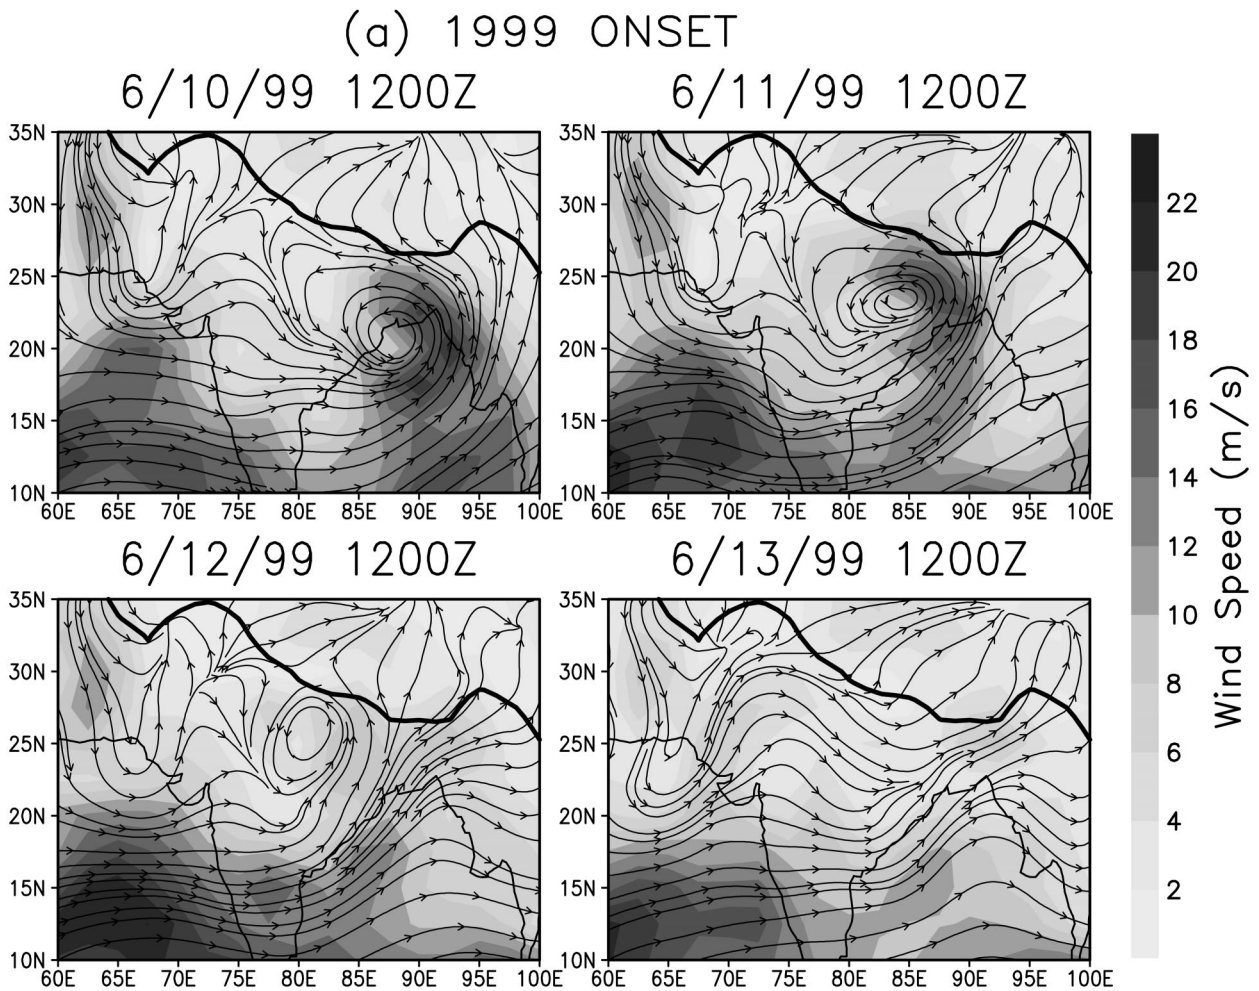 (a) 1999 ONSET
6/10/99 1200Z
6/11/99 1200Z
35N
30N
25N
20N
15N
10N
60E 65E 70E 75E 80E 85E 90E 95E 100E
35N
30N
25N
20N
15N
10N
60E 65E 70E 75E 80E 85E 90E 95E 100E
6/12/99 1200Z
6/13/99 1200Z
35N
30N
25N
20N
15N
10N
60E 65E 70E 75E 80E 85E 90E 95E 100E
35N
30N
25N
20N
15N
10N
60E 65E 70E 75E 80E 85E 90E 95E 100E
22
20
18
16
14
12
10
8
6
4
2
Wind Speed (m/s)